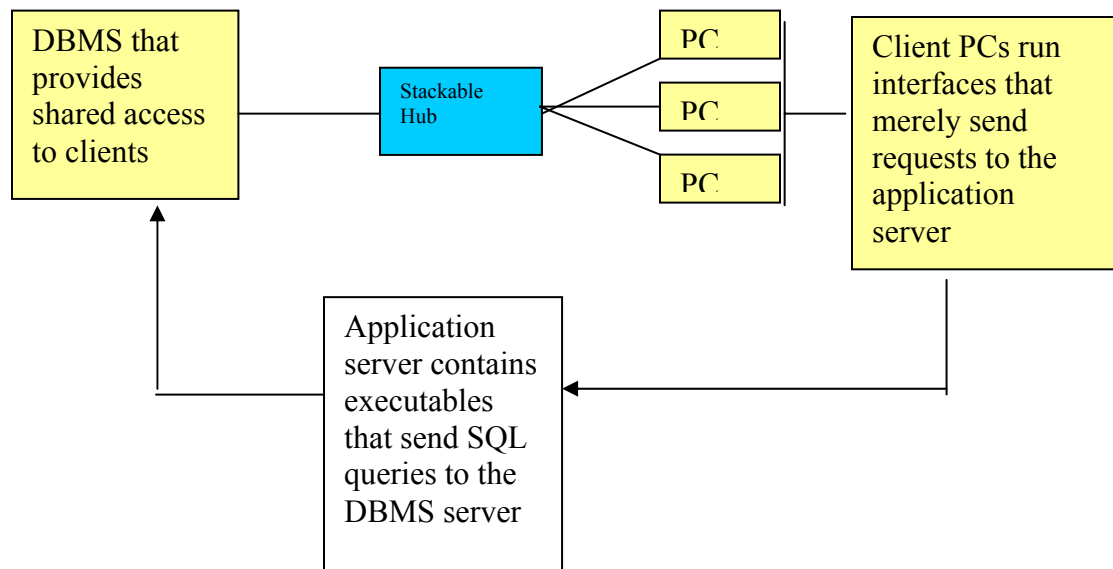 DBMS that
provides
shared access
to clients
Stackable
Hub
PC
PC
PC
Client PCs run
interfaces that
merely send
requests to the
application
server
Application
server contains
executables
that send SQL
queries to the
DBMS server